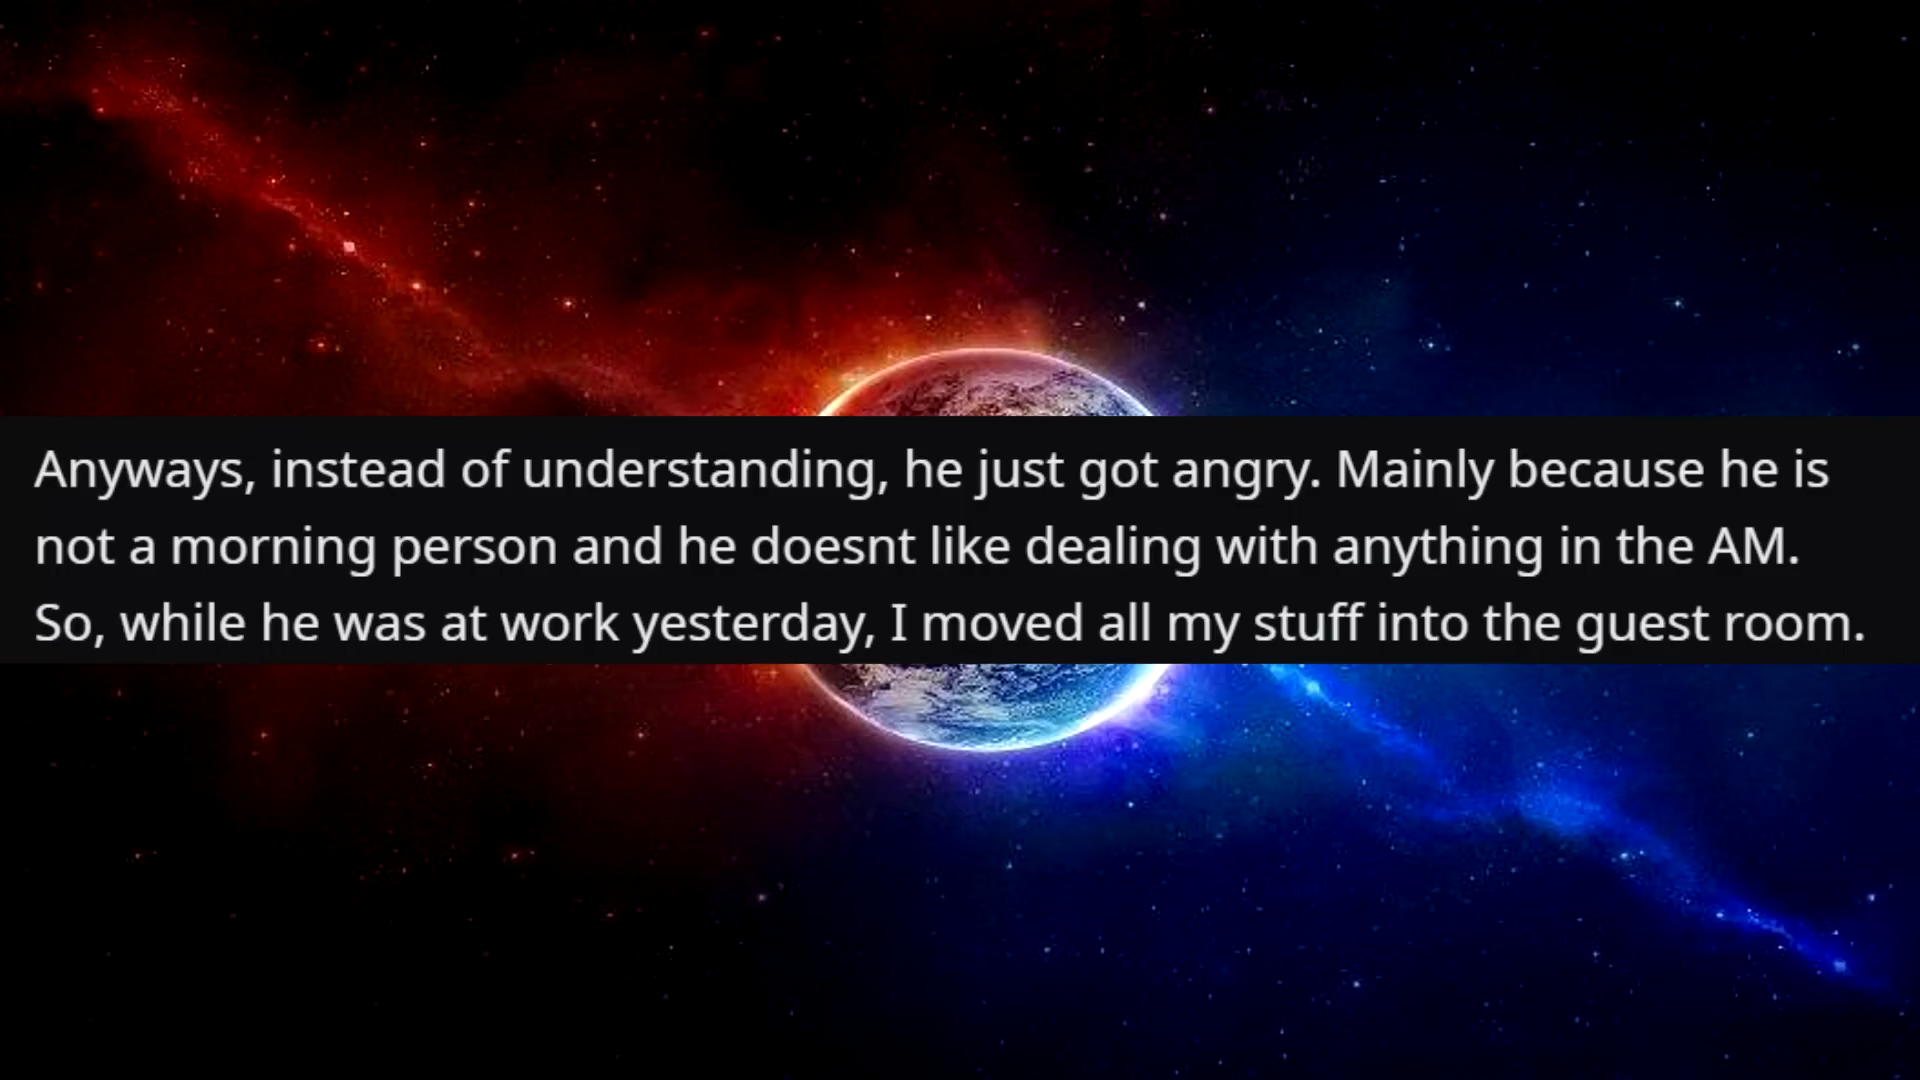 Anyways, instead of understanding, he just got angry. Mainly because he is
not a morning person and he doesnt like dealing with anything in the AM.
So, while he was at work yesterday, I moved all my stuff into the guest room.